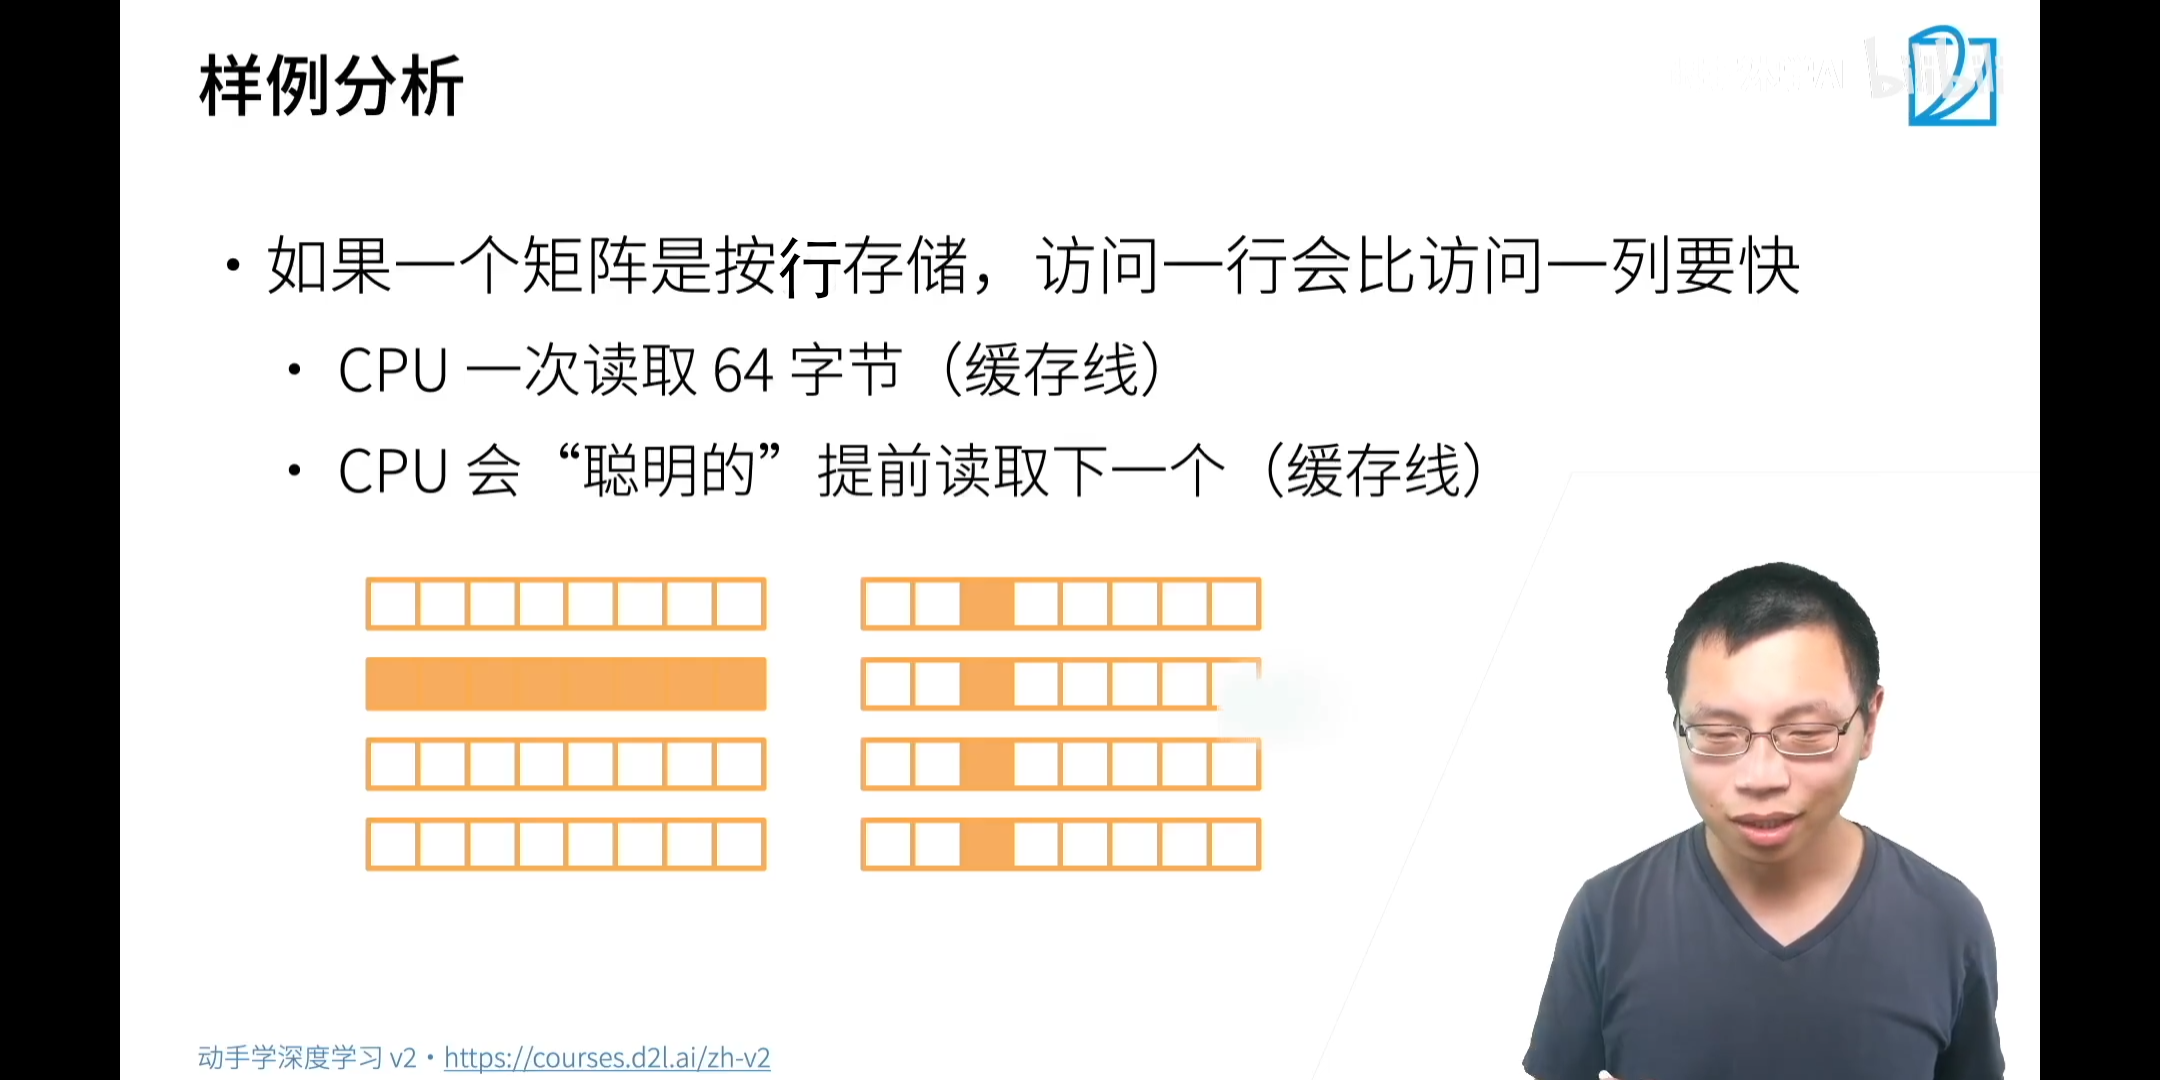 样例分析
bilibili
• 如果一个矩阵是按行存储，访问一行会比访问一列要快
• CPU 一次读取 64 字节（缓存线）
• CPU 会“聪明的”提前读取下一个（缓存线）
动手学深度学习 v2 • https://courses.d2l.ai/zh-v2